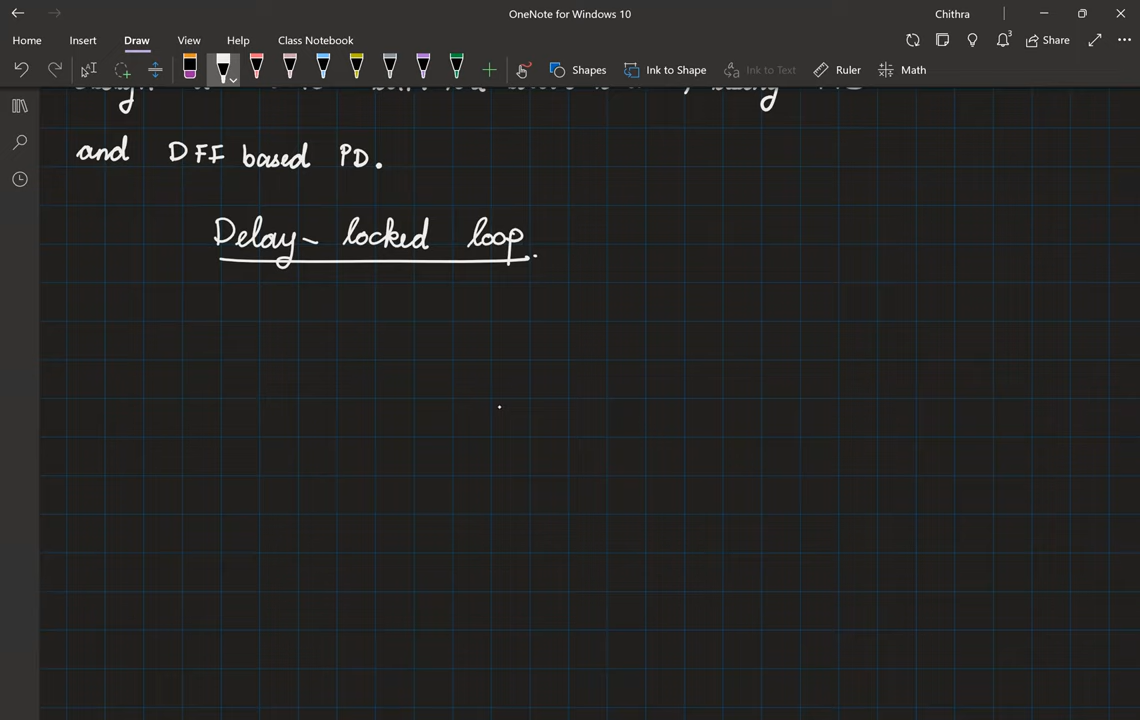 OneNote for Windows 10
Chithra
Home Insert Draw View Help Class Notebook
Share
Shapes Ink to Shape Ink to Text Ruler Math
and DFF based PD.
Delay- locked loop.